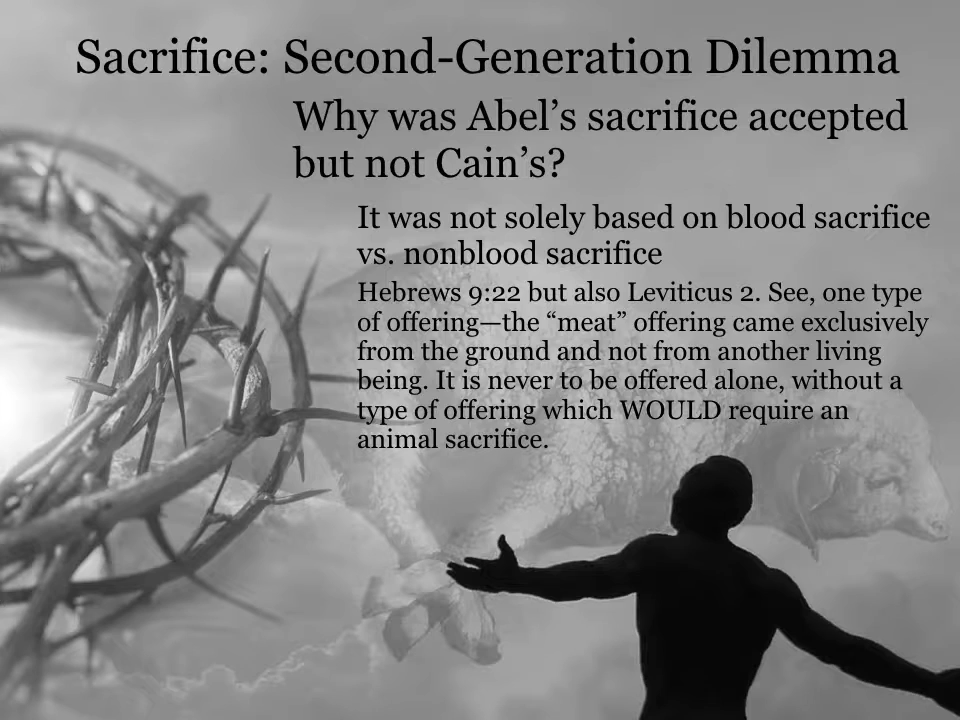 Sacrifice: Second-Generation Dilemma
Why was Abel’s sacrifice accepted
but not Cain’s?
It was not solely based on blood sacrifice
vs. nonblood sacrifice
Hebrews 9:22 but also Leviticus 2. See, one type
of offering—the “meat” offering came exclusively
from the ground and not from another living
being. It is never to be offered alone, without a
type of offering which WOULD require an
animal sacrifice.